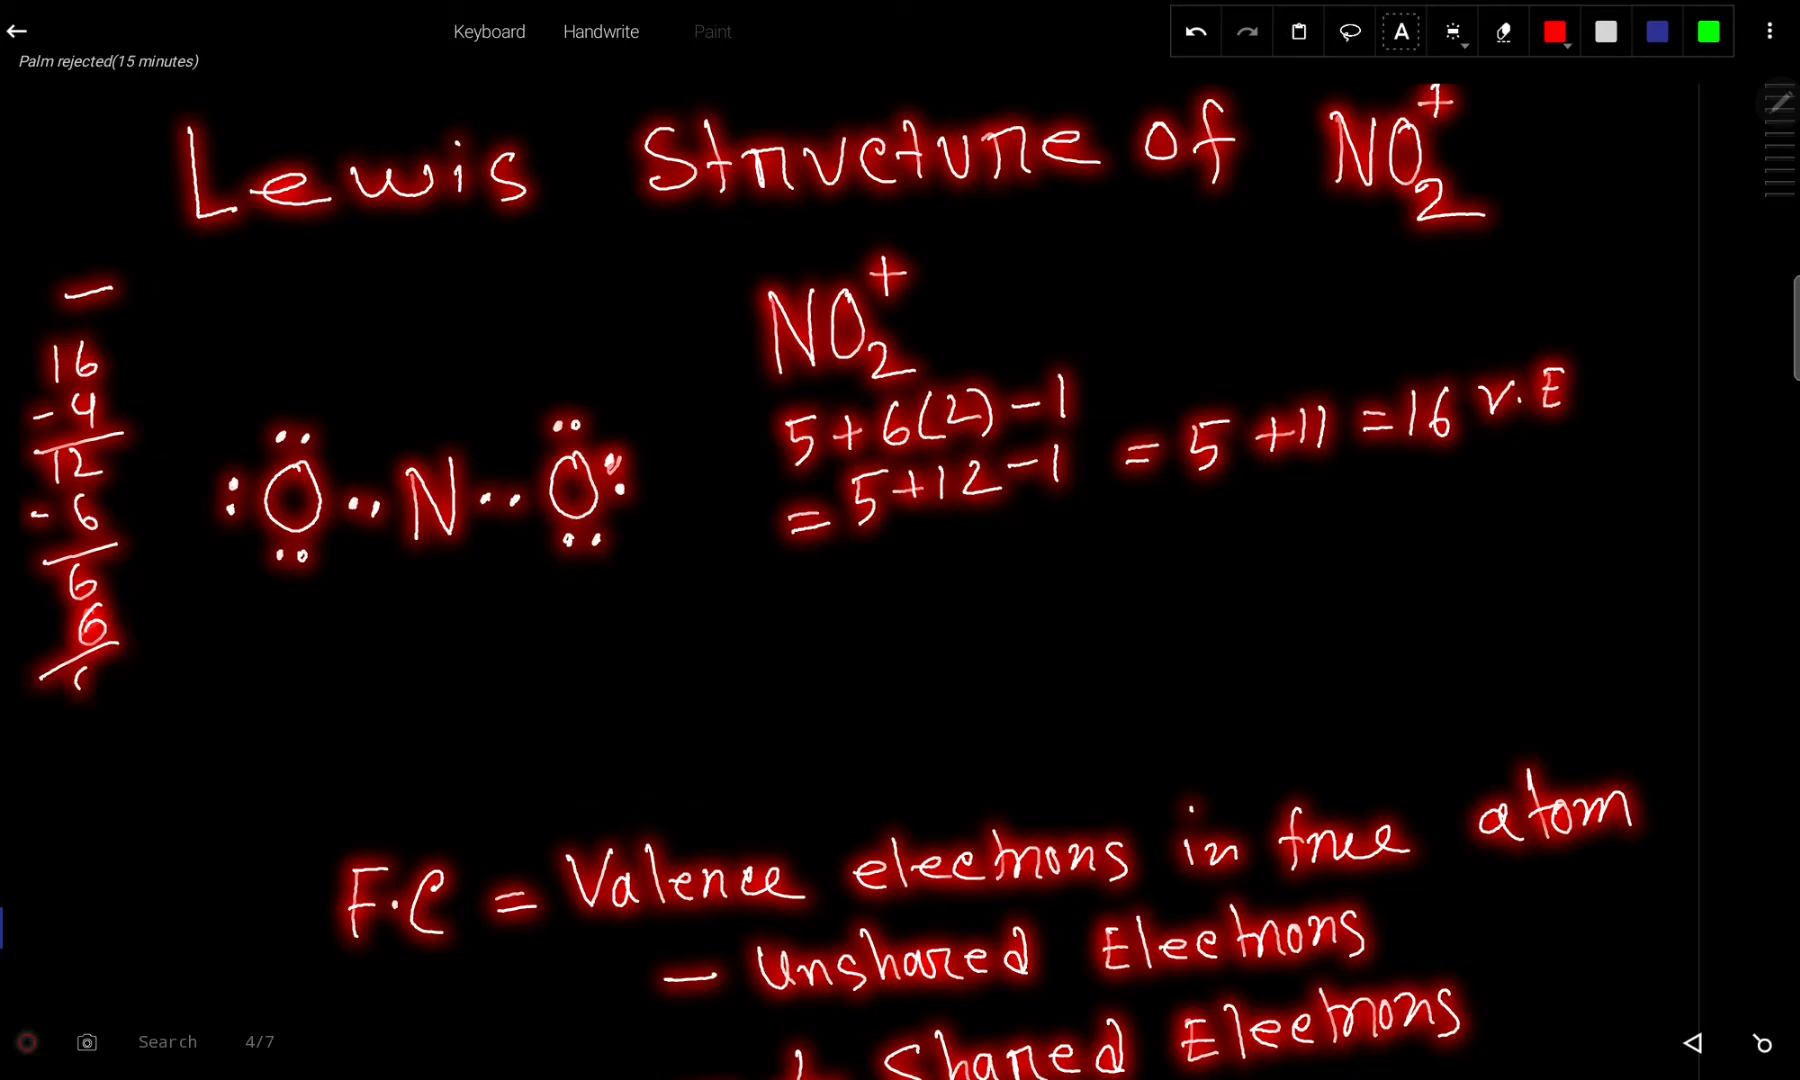 Keyboard Handwrite Paint
A
Palm rejected(15 minutes)
Lewis Structure of NO2+
NO2+
16
- 4
12
- 6
6
6
O N O
5+6(2)-1
= 5+12-1 = 5+11 = 16 V.E
F.C = Valence electrons in free atom
- Unshared Electrons
Shared Electrons
Search 4/7